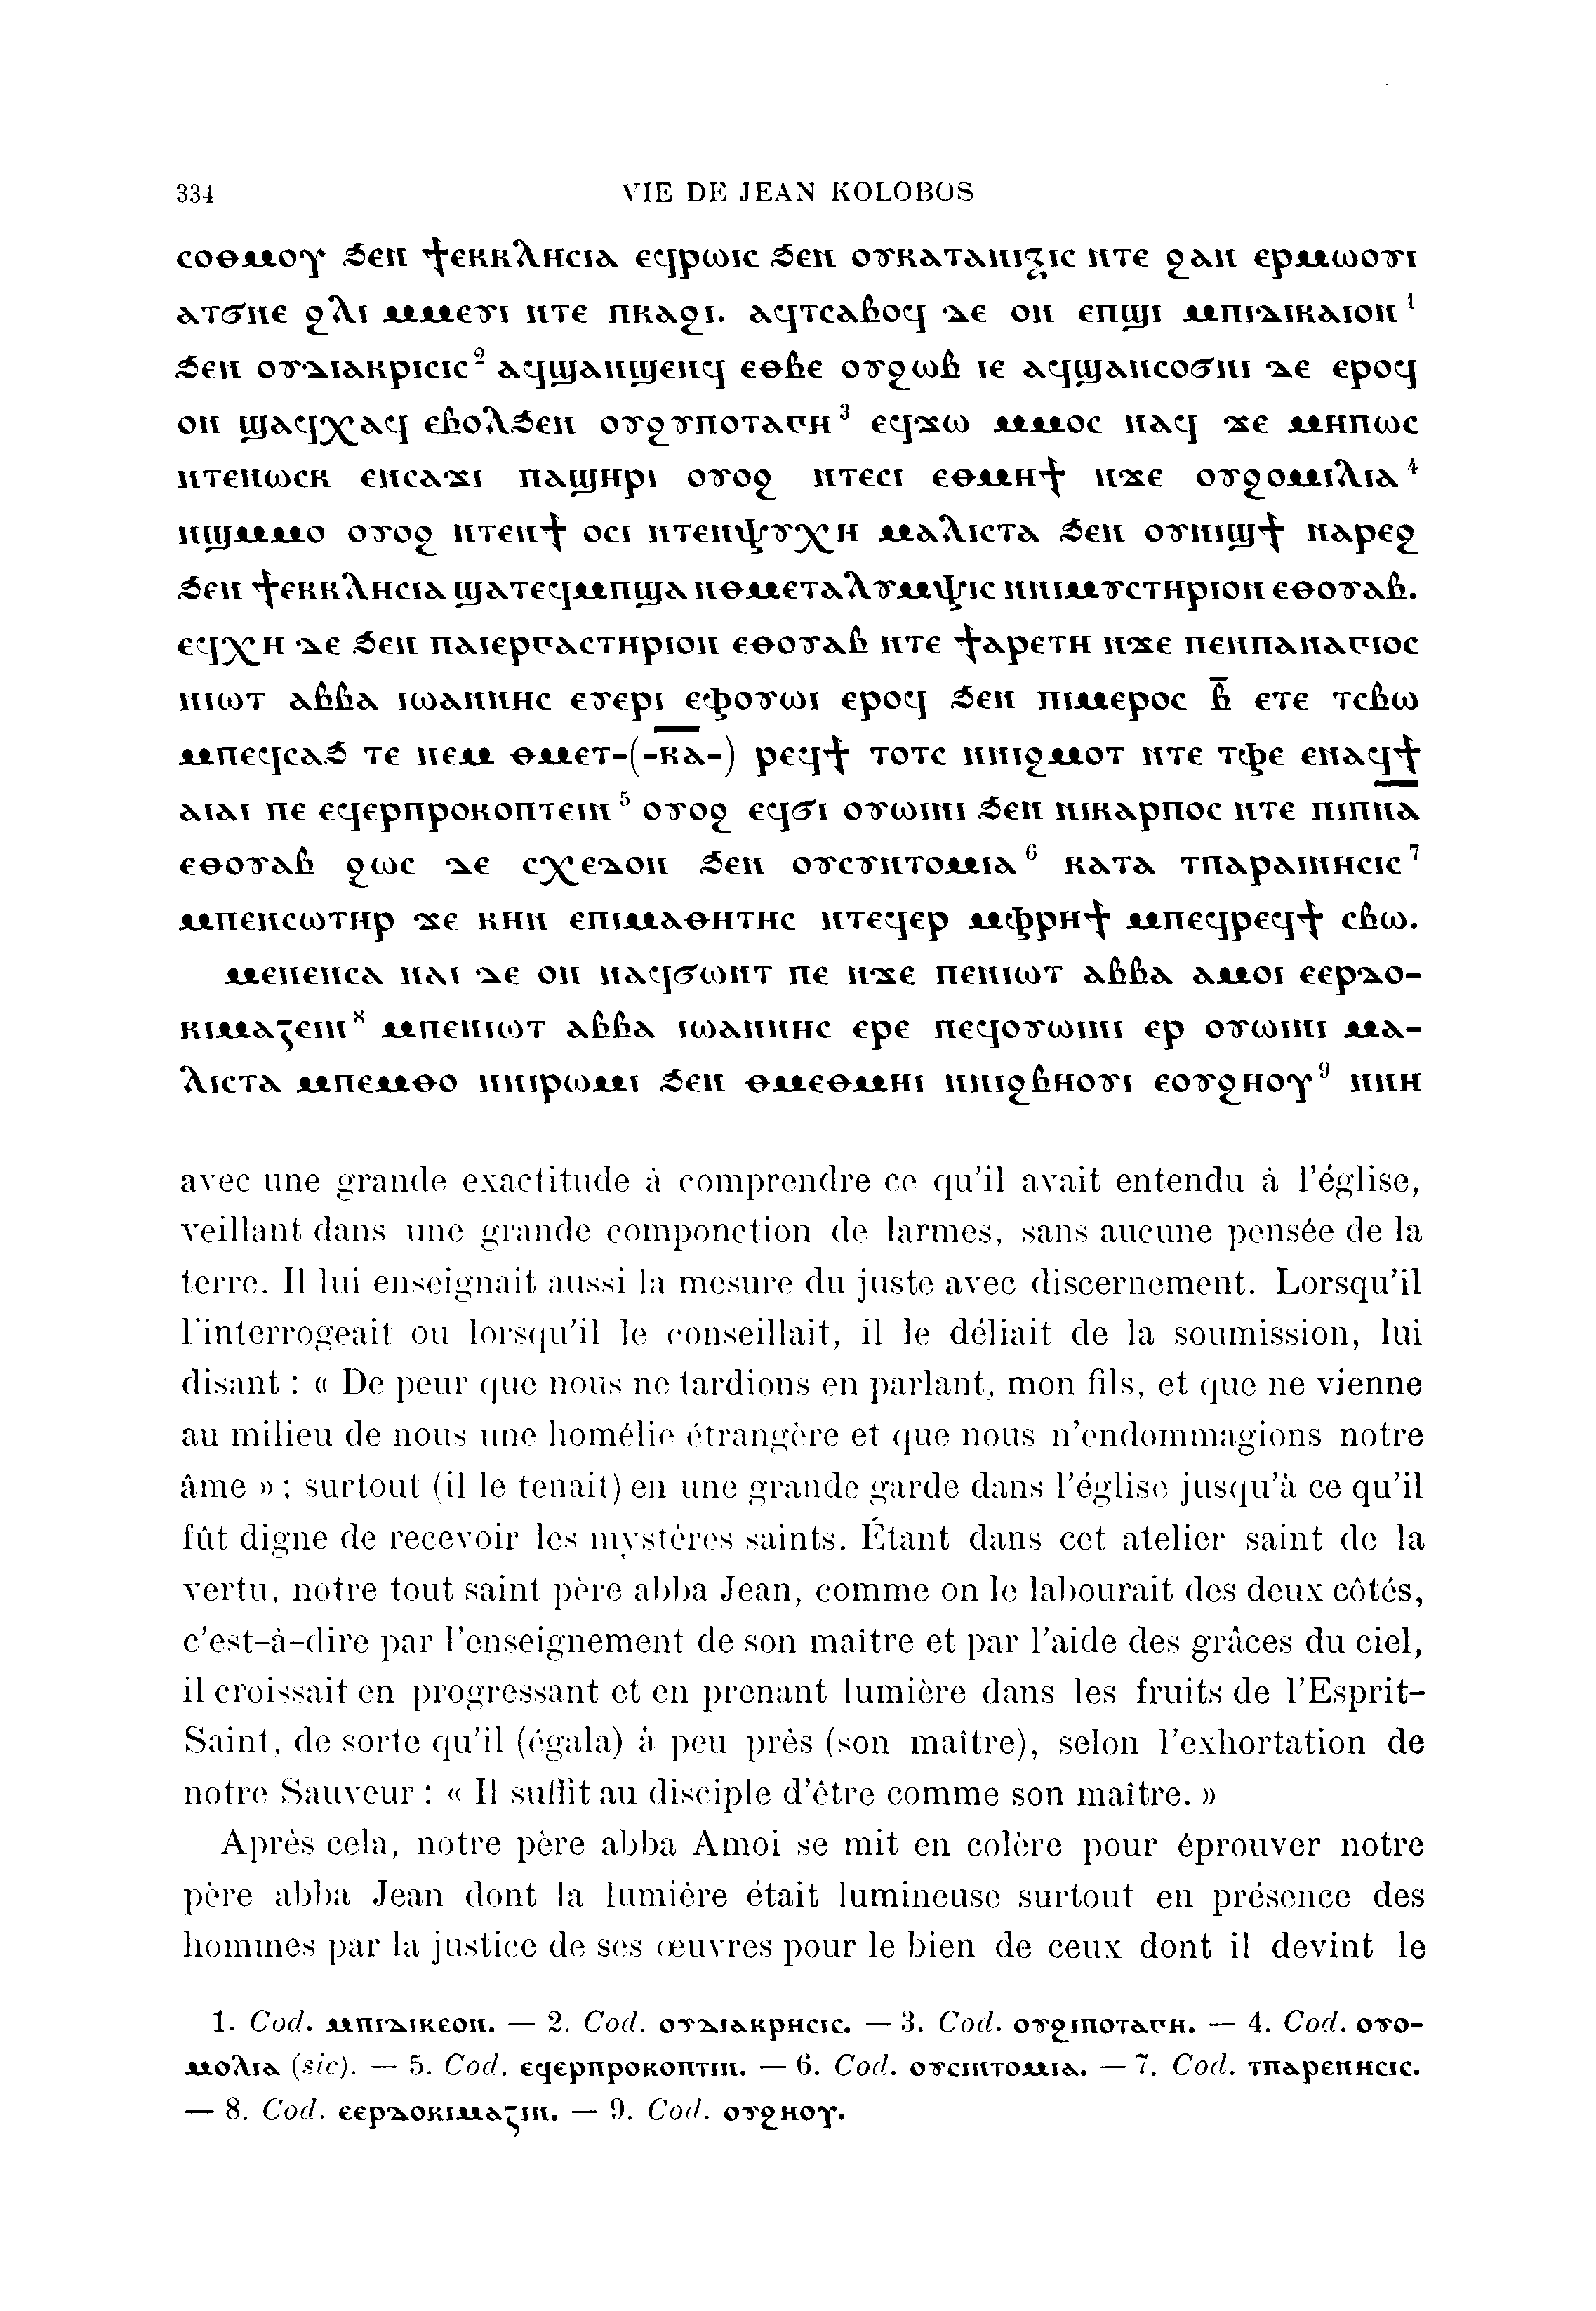 334 VIE DE JEAN KOLOBOS
ⲥⲟⲑⲙⲟⲩ ϧⲉⲛ ϯⲉⲕⲕⲗⲏⲥⲓⲁ ⲉϥⲣⲱⲓⲥ ϧⲉⲛ ⲟⲩⲕⲁⲧⲁⲛⲓⲝⲓⲥ ⲛⲧⲉ ϩⲁⲛ ⲉⲣⲙⲱⲟⲩⲓ
ⲁⲧϭⲛⲉ ϩⲗⲓ ⲙⲙⲉⲩⲓ ⲛⲧⲉ ⲡⲕⲁϩⲓ. ⲁϥⲧⲥⲁⲃⲟϥ ⲇⲉ ⲟⲛ ⲉⲡϣⲓ ⲙⲡⲓⲇⲓⲕⲁⲓⲟⲛ 1
ϧⲉⲛ ⲟⲩⲇⲓⲁⲕⲣⲓⲥⲓⲥ 2 ⲁϥϣⲁⲛϣⲉⲛϥ ⲉⲑⲃⲉ ⲟⲩϩⲱⲃ ⲓⲉ ⲁϥϣⲁⲛⲥⲟϭⲛⲓ ⲇⲉ ⲉⲣⲟϥ
ⲟⲛ ϣⲁϥⲭⲁϥ ⲉⲃⲟⲗϧⲉⲛ ⲟⲩϩⲩⲡⲟⲧⲁⲅⲏ 3 ⲉϥϫⲱ ⲙⲙⲟⲥ ⲛⲁϥ ϫⲉ ⲙⲏⲡⲱⲥ
ⲛⲧⲉⲛⲱⲥⲕ ⲉⲛⲥⲁϫⲓ ⲡⲁϣⲏⲣⲓ ⲟⲩⲟϩ ⲛⲧⲉⲥⲓ ⲉⲑⲙⲏϯ ⲛϫⲉ ⲟⲩϩⲟⲙⲓⲗⲓⲁ 4
ⲛϣⲙⲙⲟ ⲟⲩⲟϩ ⲛⲧⲉⲛϯ ⲟⲥⲓ ⲛⲧⲉⲛⲯⲩⲭⲏ ⲙⲁⲗⲓⲥⲧⲁ ϧⲉⲛ ⲟⲩⲛⲓϣϯ ⲛⲁⲣⲉϩ
ϧⲉⲛ ϯⲉⲕⲕⲗⲏⲥⲓⲁ ϣⲁⲧⲉϥⲙⲡϣⲁ ⲛⲑⲙⲉⲧⲁⲗⲩⲙⲯⲓⲥ ⲛⲛⲓⲙⲩⲥⲧⲏⲣⲓⲟⲛ ⲉⲑⲟⲩⲁⲃ.
ⲉϥⲭⲏ ⲇⲉ ϧⲉⲛ ⲡⲁⲓⲉⲣⲅⲁⲥⲧⲏⲣⲓⲟⲛ ⲉⲑⲟⲩⲁⲃ ⲛⲧⲉ ϯⲁⲣⲉⲧⲏ ⲛϫⲉ ⲡⲉⲛⲡⲁⲛⲁⲅⲓⲟⲥ
ⲛⲓⲱⲧ ⲁⲃⲃⲁ ⲓⲱⲁⲛⲛⲏⲥ ⲉⲩⲉⲣⲓ ⲉⲫⲟⲩⲱⲓ ⲉⲣⲟϥ ϧⲉⲛ ⲡⲓⲙⲉⲣⲟⲥ ⲃ̅ ⲉⲧⲉ ⲧⲥⲃⲱ
ⲙⲡⲉϥⲥⲁϧ ⲧⲉ ⲛⲉⲙ ⲑⲙⲉⲧ-(-ⲕ̅ⲁ̅-) ⲣⲉϥϯ ⲧⲟⲧⲥ ⲛⲛⲓϩⲙⲟⲧ ⲛⲧⲉ ⲧⲫⲉ ⲉⲛⲁϥϯ
ⲁⲓⲁⲓ ⲡⲉ ⲉϥⲉⲣⲡⲣⲟⲕⲟⲡⲧⲉⲓⲛ 5 ⲟⲩⲟϩ ⲉϥϭⲓ ⲟⲩⲱⲓⲛⲓ ϧⲉⲛ ⲛⲓⲕⲁⲣⲡⲟⲥ ⲛⲧⲉ ⲡⲓⲡ̅ⲛ̅ⲁ̅
ⲉⲑⲟⲩⲁⲃ ϩⲱⲥ ⲇⲉ ⲥⲭⲉⲇⲟⲛ ϧⲉⲛ ⲟⲩⲥⲩⲛⲧⲟⲙⲓⲁ 6 ⲕⲁⲧⲁ ⲧⲡⲁⲣⲁⲓⲛⲏⲥⲓⲥ 7
ⲙⲡⲉⲛⲥⲱⲧⲏⲣ ϫⲉ ⲕⲏⲛ ⲉⲡⲓⲙⲁⲑⲏⲧⲏⲥ ⲛⲧⲉϥⲉⲣ ⲙⲫⲣⲏϯ ⲙⲡⲉϥⲣⲉϥϯ ⲥⲃⲱ.
ⲙⲉⲛⲉⲛⲥⲁ ⲛⲁⲓ ⲇⲉ ⲟⲛ ⲛⲁϥϭⲱⲛⲧ ⲡⲉ ⲛϫⲉ ⲡⲉⲛⲓⲱⲧ ⲁⲃⲃⲁ ⲁⲙⲟⲓ ⲉⲉⲣⲇⲟ-
ⲕⲓⲙⲁⲍⲉⲓⲛ 8 ⲙⲡⲉⲛⲓⲱⲧ ⲁⲃⲃⲁ ⲓⲱⲁⲛⲛⲏⲥ ⲉⲣⲉ ⲡⲉϥⲟⲩⲱⲓⲛⲓ ⲉⲣ ⲟⲩⲱⲓⲛⲓ ⲙⲁ-
ⲗⲓⲥⲧⲁ ⲙⲡⲉⲙⲑⲟ ⲛⲛⲓⲣⲱⲙⲓ ϧⲉⲛ ⲑⲙⲉⲑⲙⲏⲓ ⲛⲛⲓϩⲃⲏⲟⲩⲓ ⲉⲟⲩϩⲏⲟⲩ 9 ⲛⲛⲏ
avec une grande exactitude à comprendre ce qu'il avait entendu à l'église,
veillant dans une grande componction de larmes, sans aucune pensée de la
terre. Il lui enseignait aussi la mesure du juste avec discernement. Lorsqu'il
l'interrogeait ou lorsqu'il le conseillait, il le déliait de la soumission, lui
disant : « De peur que nous ne tardions en parlant, mon fils, et que ne vienne
au milieu de nous une homélie étrangère et que nous n'endommagions notre
âme » ; surtout (il le tenait) en une grande garde dans l'église jusqu'à ce qu'il
fût digne de recevoir les mystères saints. Étant dans cet atelier saint de la
vertu, notre tout saint père abba Jean, comme on le labourait des deux côtés,
c'est-à-dire par l'enseignement de son maître et par l'aide des grâces du ciel,
il croissait en progressant et en prenant lumière dans les fruits de l'Esprit-
Saint, de sorte qu'il (égala) à peu près (son maître), selon l'exhortation de
notre Sauveur : « Il suffit au disciple d'être comme son maître. »
Après cela, notre père abba Amoi se mit en colère pour éprouver notre
père abba Jean dont la lumière était lumineuse surtout en présence des
hommes par la justice de ses œuvres pour le bien de ceux dont il devint le
1. Cod. ⲙⲡⲓⲇⲓⲕⲉⲟⲛ. — 2. Cod. ⲟⲩⲇⲓⲁⲕⲣⲏⲥⲓⲥ. — 3. Cod. ⲟⲩϩⲓⲡⲟⲧⲁⲅⲏ. — 4. Cod. ⲟⲩⲟ-
ⲙⲟⲗⲓⲁ (sic). — 5. Cod. ⲉϥⲉⲣⲡⲣⲟⲕⲟⲡⲧⲓⲛ. — 6. Cod. ⲟⲩⲥⲓⲛⲧⲟⲙⲓⲁ. — 7. Cod. ⲧⲡⲁⲣⲉⲛⲏⲥⲓⲥ.
— 8. Cod. ⲉⲉⲣⲇⲟⲕⲓⲙⲁⲍⲓⲛ. — 9. Cod. ⲟⲩϩⲏⲟⲩ.